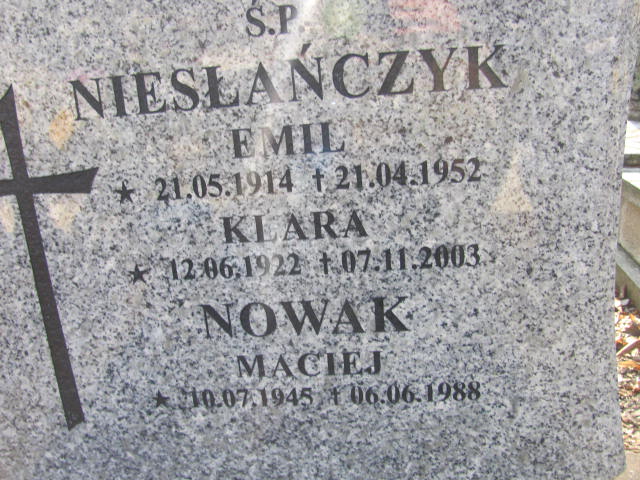 Ś.P
NIESŁAŃCZYK
EMIL
★ 21.05.1914 † 21.04.1952
KLARA
★ 12.06.1922 † 07.11.2003
NOWAK
MACIEJ
★ 10.07.1945 † 06.06.1988